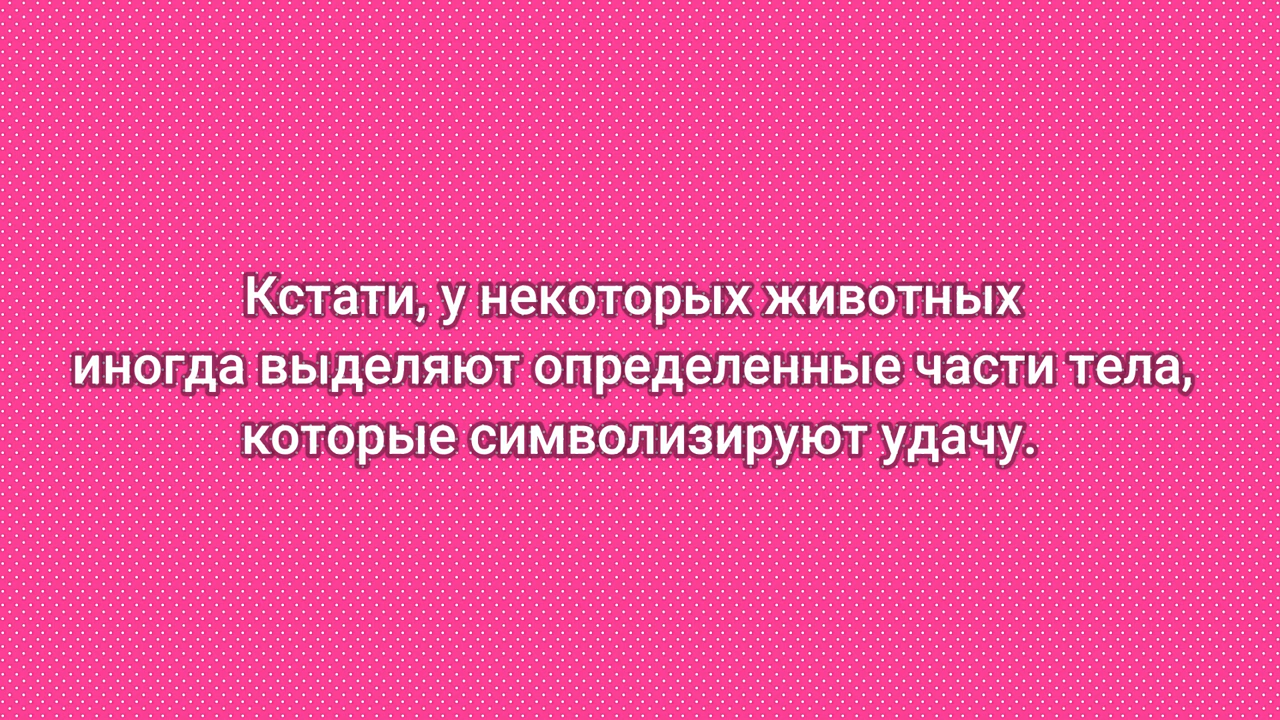 Кстати, у некоторых животных
иногда выделяют определенные части тела,
которые символизируют удачу.